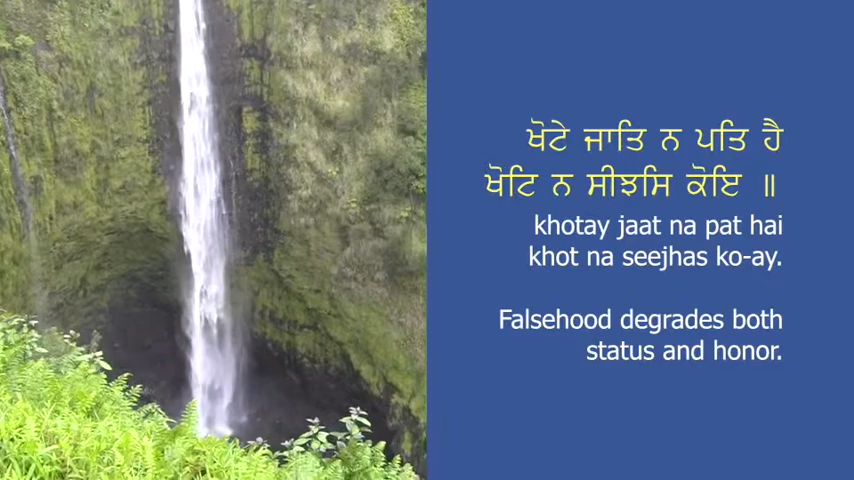 ਖੋਟੇ ਜਾਤਿ ਨ ਪਤਿ ਹੈ
ਖੋਟਿ ਨ ਸੀਝਸਿ ਕੋਇ ॥
khotay jaat na pat hai
khot na seejhas ko-ay.
Falsehood degrades both
status and honor.